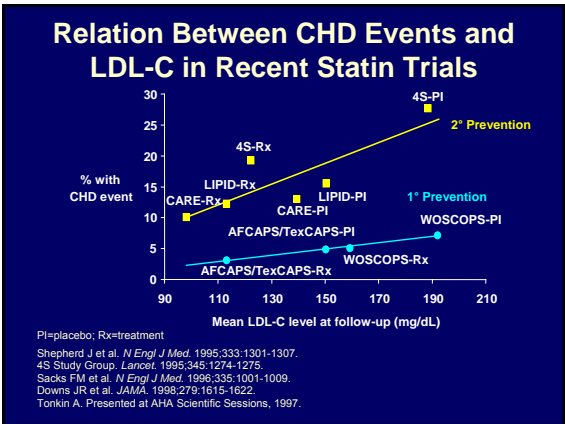 Relation Between CHD Events and
LDL-C in Recent Statin Trials
30
25
20
15
10
5
0
% with
CHD event
4S-PI
2° Prevention
4S-Rx
LIPID-Rx
CARE-Rx
LIPID-PI
CARE-PI
1° Prevention
WOSCOPS-PI
AFCAPS/TexCAPS-PI
WOSCOPS-Rx
AFCAPS/TexCAPS-Rx
90 110 130 150 170 190 210
Mean LDL-C level at follow-up (mg/dL)
PI=placebo; Rx=treatment
Shepherd J et al. N Engl J Med. 1995;333:1301-1307.
4S Study Group. Lancet. 1995;345:1274-1275.
Sacks FM et al. N Engl J Med. 1996;335:1001-1009.
Downs JR et al. JAMA. 1998;279:1615-1622.
Tonkin A. Presented at AHA Scientific Sessions, 1997.